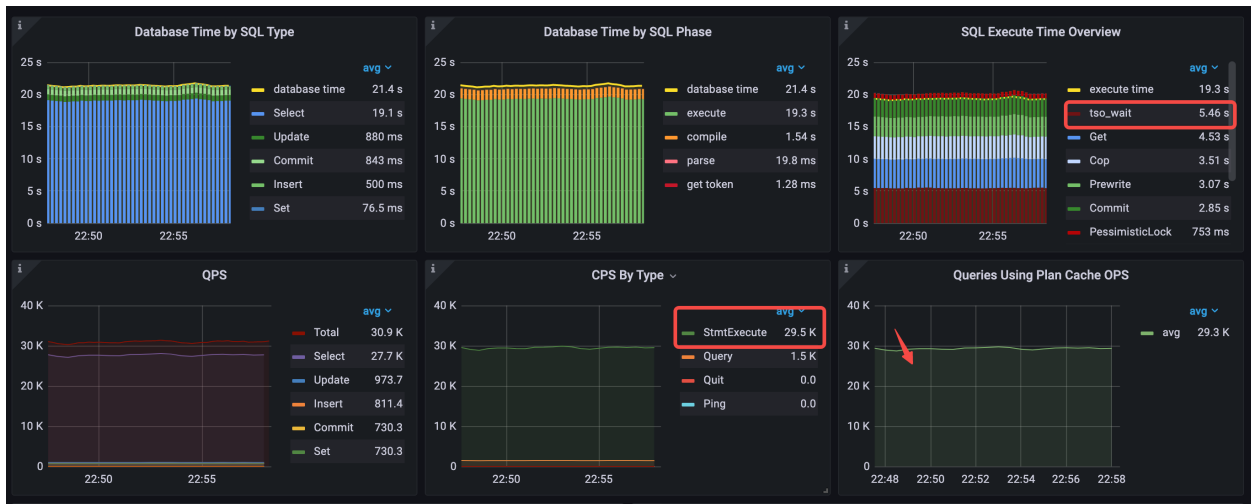 Database Time by SQL Type
25 s
20 s
15 s
10 s
5 s
0 s
22:50 22:55
avg
database time 21.4 s
Select 19.1 s
Update 880 ms
Commit 843 ms
Insert 500 ms
Set 76.5 ms
Database Time by SQL Phase
25 s
20 s
15 s
10 s
5 s
0 s
22:50 22:55
avg
database time 21.4 s
execute 19.3 s
compile 1.54 s
parse 19.8 ms
get token 1.28 ms
SQL Execute Time Overview
25 s
20 s
15 s
10 s
5 s
0 s
22:50 22:55
avg
execute time 19.3 s
tso_wait 5.46 s
Get 4.53 s
Cop 3.51 s
Prewrite 3.07 s
Commit 2.85 s
PessimisticLock 753 ms
QPS
40 K
30 K
20 K
10 K
0
22:50 22:55
avg
Total 30.9 K
Select 27.7 K
Update 973.7
Insert 811.4
Commit 730.3
Set 730.3
CPS By Type
40 K
30 K
20 K
10 K
0
22:50 22:55
avg
StmtExecute 29.5 K
Query 1.5 K
Quit 0.0
Ping 0.0
Queries Using Plan Cache OPS
40 K
30 K
20 K
10 K
0
22:48 22:50 22:52 22:54 22:56 22:58
avg
avg 29.3 K